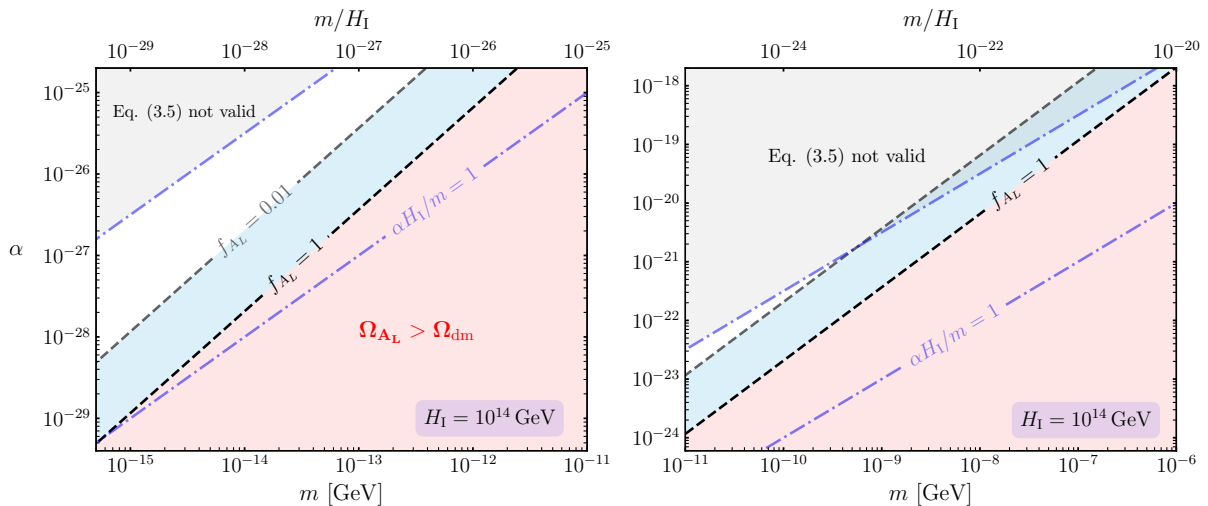 m/H_I
10^{-29} 10^{-28} 10^{-27} 10^{-26} 10^{-25}
10^{-25}
Eq. (3.5) not valid
10^{-26}
f_{A_L} = 0.01
αH_I/m = 1
10^{-27}
α
f_{A_L} = 1
10^{-28}
Ω_{A_L} > Ω_{dm}
10^{-29}
H_I = 10^{14} GeV
10^{-15} 10^{-14} 10^{-13} 10^{-12} 10^{-11}
m [GeV]
m/H_I
10^{-24} 10^{-22} 10^{-20}
10^{-18}
10^{-19}
Eq. (3.5) not valid
f_{A_L} = 1
10^{-20}
10^{-21}
10^{-22}
αH_I/m = 1
10^{-23}
H_I = 10^{14} GeV
10^{-24}
10^{-11} 10^{-10} 10^{-9} 10^{-8} 10^{-7} 10^{-6}
m [GeV]